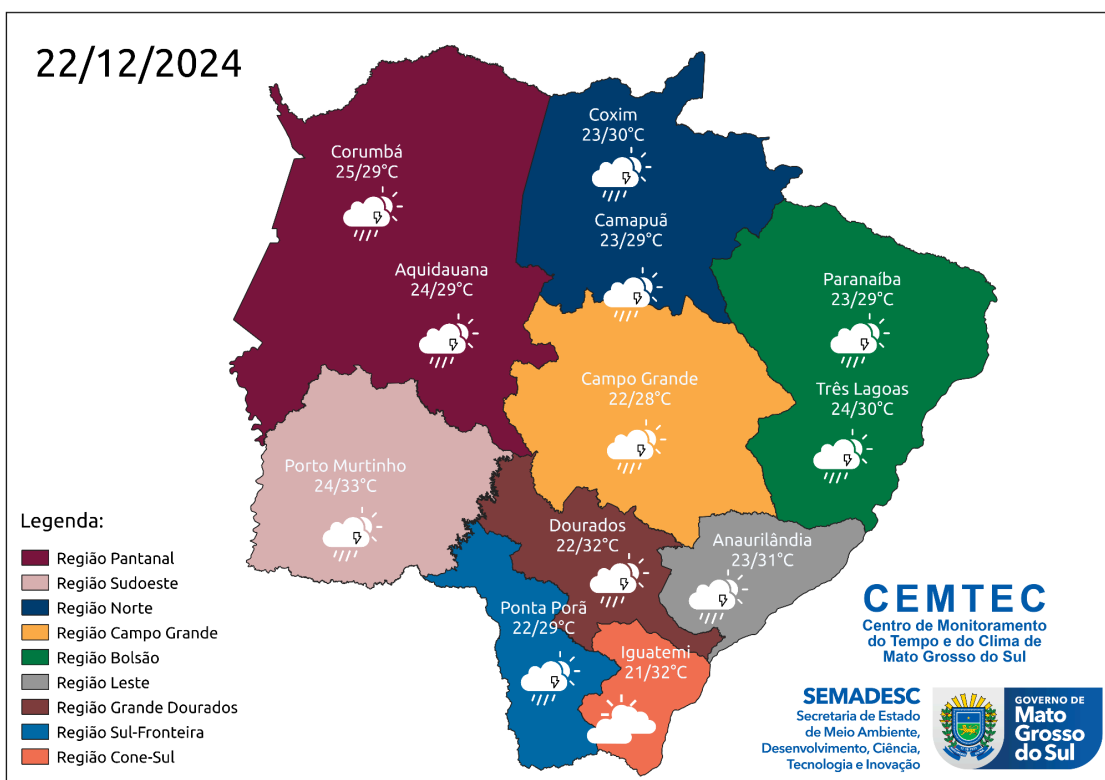 22/12/2024
Coxim
23/30°C
Corumbá
25/29°C
Camapuã
23/29°C
Aquidauana
24/29°C
Paranaíba
23/29°C
Campo Grande
22/28°C
Três Lagoas
24/30°C
Porto Murtinho
24/33°C
Dourados
22/32°C
Anaurilândia
23/31°C
Ponta Porã
22/29°C
Iguatemi
21/32°C
Legenda:
Região Pantanal
Região Sudoeste
Região Norte
Região Campo Grande
Região Bolsão
Região Leste
Região Grande Dourados
Região Sul-Fronteira
Região Cone-Sul
CEMTEC
Centro de Monitoramento
do Tempo e do Clima de
Mato Grosso do Sul
SEMADESC
Secretaria de Estado
de Meio Ambiente,
Desenvolvimento, Ciência,
Tecnologia e Inovação
GOVERNO DE
Mato
Grosso
do Sul